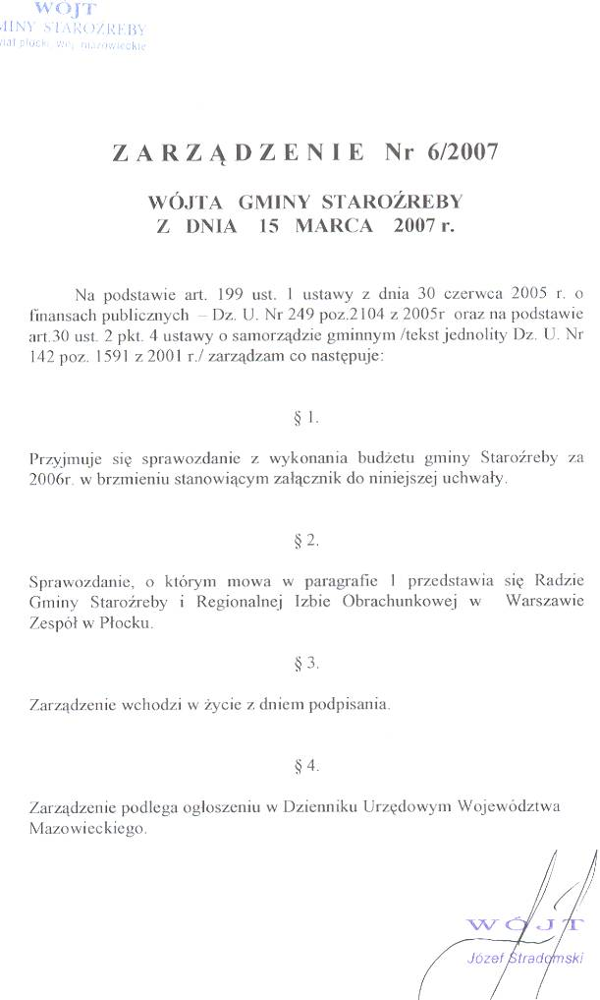 WÓJT
MINY STAROŹREBY
wiat płocki, woj. mazowieckie
ZARZĄDZENIE Nr 6/2007
WÓJTA GMINY STAROŹREBY
Z DNIA 15 MARCA 2007 r.
Na podstawie art. 199 ust. 1 ustawy z dnia 30 czerwca 2005 r. o
finansach publicznych – Dz. U. Nr 249 poz.2104 z 2005r oraz na podstawie
art.30 ust. 2 pkt. 4 ustawy o samorządzie gminnym /tekst jednolity Dz. U. Nr
142 poz. 1591 z 2001 r./ zarządzam co następuje:
§ 1.
Przyjmuje się sprawozdanie z wykonania budżetu gminy Staroźreby za
2006r. w brzmieniu stanowiącym załącznik do niniejszej uchwały.
§ 2.
Sprawozdanie, o którym mowa w paragrafie 1 przedstawia się Radzie
Gminy Staroźreby i Regionalnej Izbie Obrachunkowej w Warszawie
Zespół w Płocku.
§ 3.
Zarządzenie wchodzi w życie z dniem podpisania.
§ 4.
Zarządzenie podlega ogłoszeniu w Dzienniku Urzędowym Województwa
Mazowieckiego.
WÓJT
Józef Stradomski